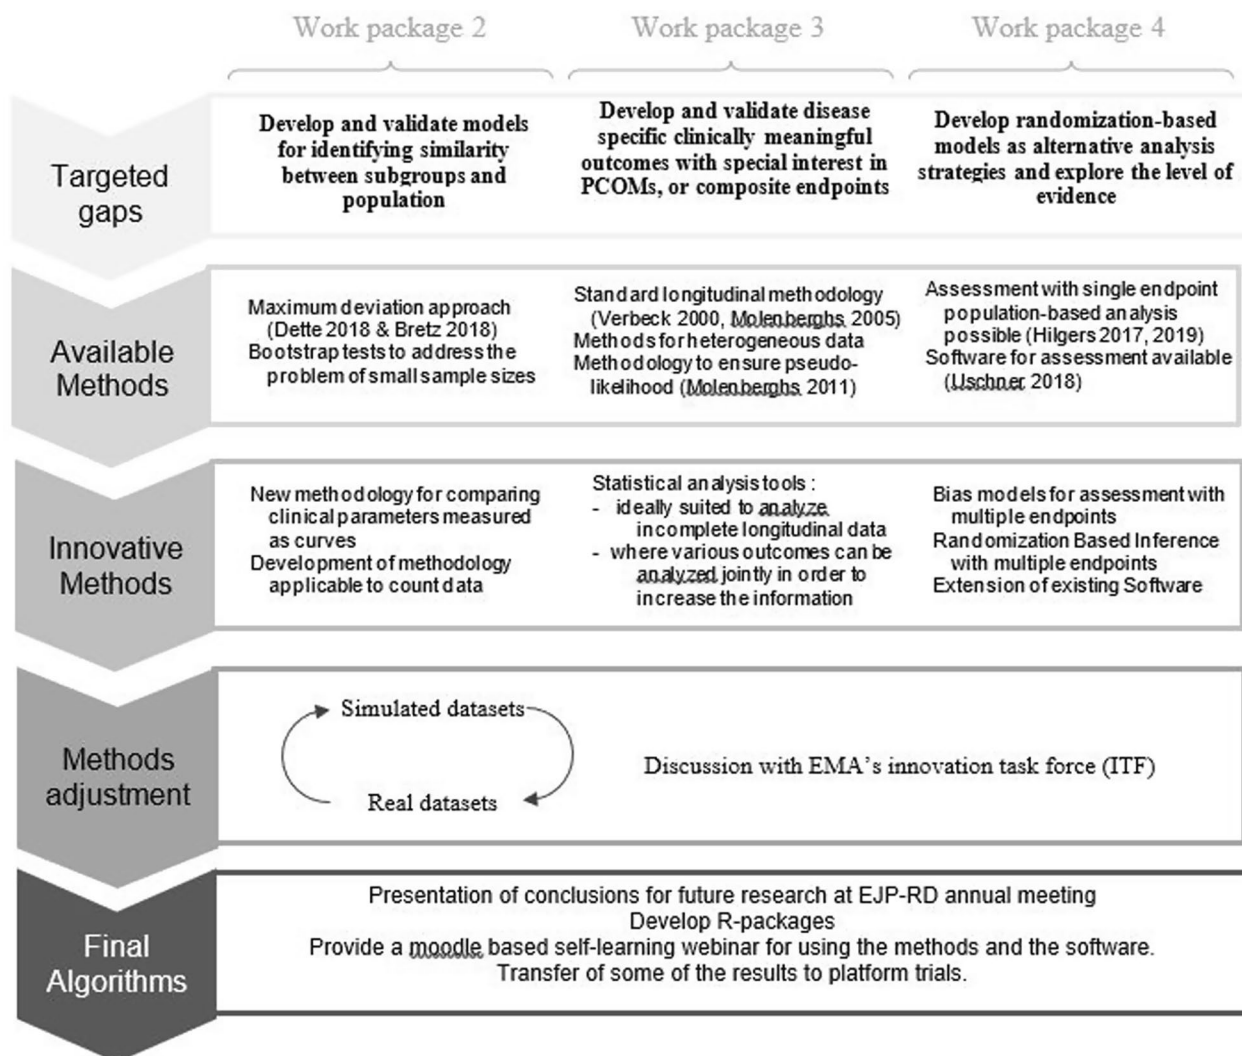 Work package 2
Work package 3
Work package 4
Targeted
gaps
Develop and validate models
for identifying similarity
between subgroups and
population
Develop and validate disease
specific clinically meaningful
outcomes with special interest in
PCOMs, or composite endpoints
Develop randomization-based
models as alternative analysis
strategies and explore the level of
evidence
Available
Methods
Maximum deviation approach
(Dette 2018 & Bretz 2018)
Bootstrap tests to address the
problem of small sample sizes
Standard longitudinal methodology
(Verbeck 2000, Molenberghs 2005)
Methods for heterogeneous data
Methodology to ensure pseudo-
likelihood (Molenberghs 2011)
Assessment with single endpoint
population-based analysis
possible (Hilgers 2017, 2019)
Software for assessment available
(Uschner 2018)
Innovative
Methods
New methodology for comparing
clinical parameters measured
as curves
Development of methodology
applicable to count data
Statistical analysis tools :
- ideally suited to analyze
incomplete longitudinal data
- where various outcomes can be
analyzed jointly in order to
increase the information
Bias models for assessment with
multiple endpoints
Randomization Based Inference
with multiple endpoints
Extension of existing Software
Methods
adjustment
Simulated datasets
Real datasets
Discussion with EMA's innovation task force (ITF)
Final
Algorithms
Presentation of conclusions for future research at EJP-RD annual meeting
Develop R-packages
Provide a moodle based self-learning webinar for using the methods and the software.
Transfer of some of the results to platform trials.